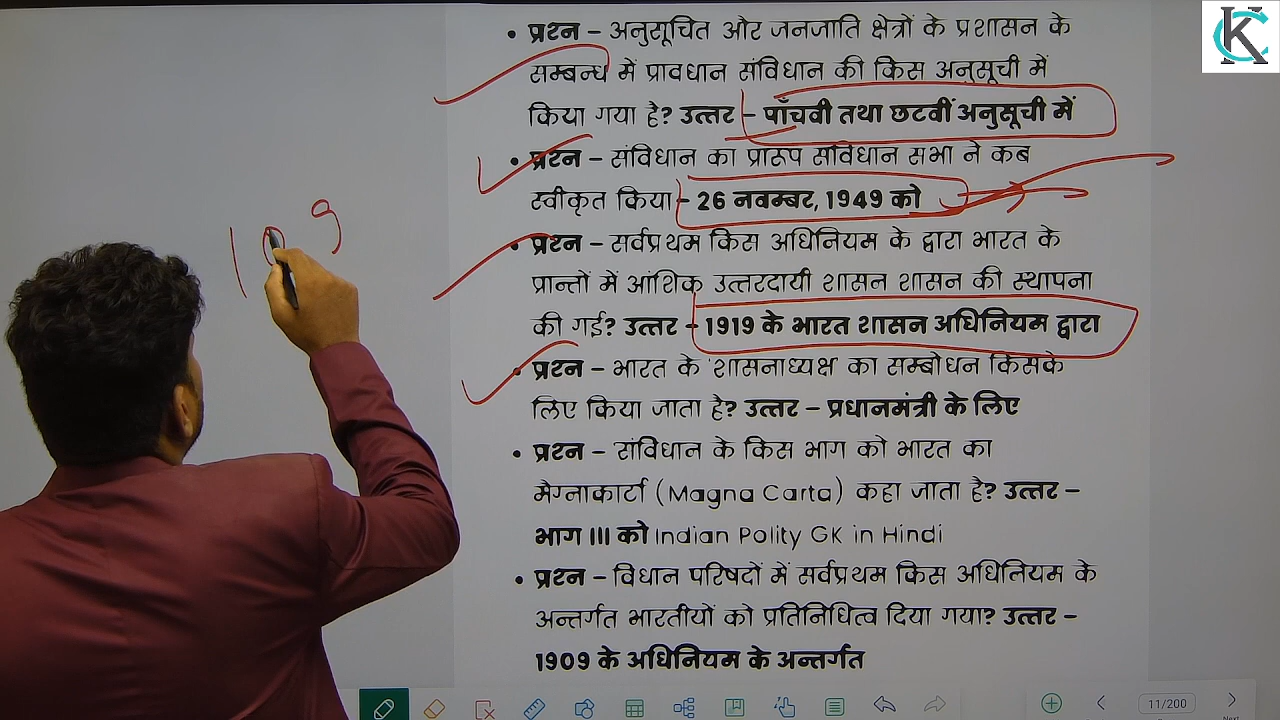 • प्रश्न – अनुसूचित और जनजाति क्षेत्रों के प्रशासन के
सम्बन्ध में प्रावधान संविधान की किस अनुसूची में
किया गया है? उत्तर – पाँचवी तथा छटवीं अनुसूची में
• प्रश्न – संविधान का प्रारूप संविधान सभा ने कब
स्वीकृत किया – 26 नवम्बर, 1949 को
• प्रश्न – सर्वप्रथम किस अधिनियम के द्वारा भारत के
प्रान्तों में आंशिक उत्तरदायी शासन शासन की स्थापना
की गई? उत्तर – 1919 के भारत शासन अधिनियम द्वारा
• प्रश्न – भारत के 'शासनाध्यक्ष' का सम्बोधन किसके
लिए किया जाता है? उत्तर – प्रधानमंत्री के लिए
• प्रश्न – संविधान के किस भाग को भारत का
मेग्नाकार्टा (Magna Carta) कहा जाता है? उत्तर –
भाग III को Indian Polity GK in Hindi
• प्रश्न – विधान परिषदों में सर्वप्रथम किस अधिनियम के
अन्तर्गत भारतीयों को प्रतिनिधित्व दिया गया? उत्तर –
1909 के अधिनियम के अन्तर्गत
11/200
Next
KC